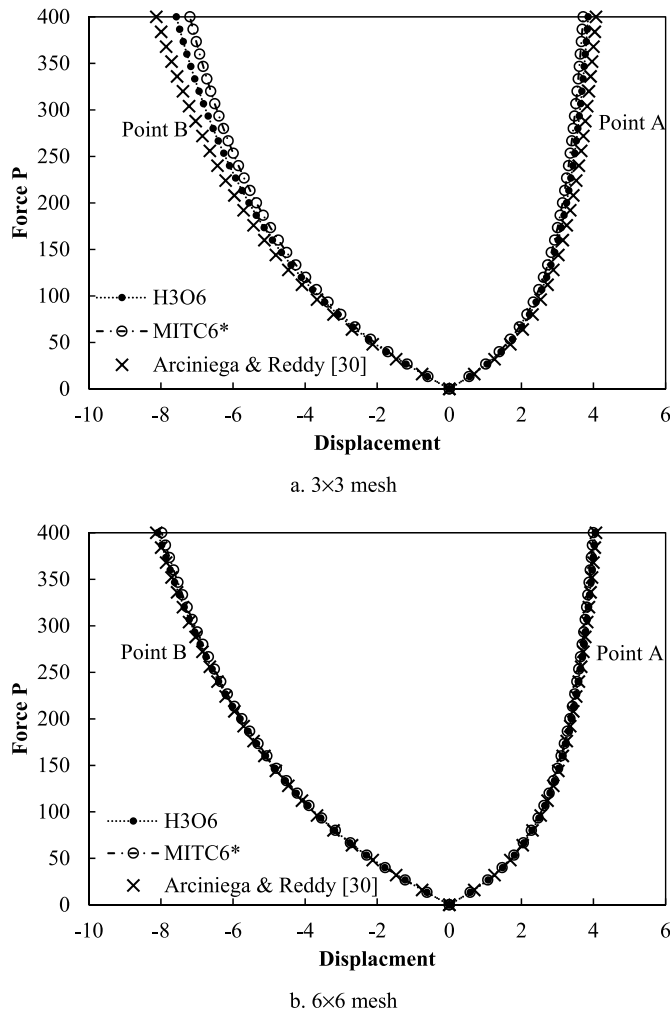 400
350
300
250
200
150
100
50
0
Force P
Point B
Point A
H3O6
MITC6*
Arciniega & Reddy [30]
-10 -8 -6 -4 -2 0 2 4 6
Displacement
a. 3×3 mesh
400
350
300
250
200
150
100
50
0
Force P
Point B
Point A
H3O6
MITC6*
Arciniega & Reddy [30]
-10 -8 -6 -4 -2 0 2 4 6
Displacment
b. 6×6 mesh